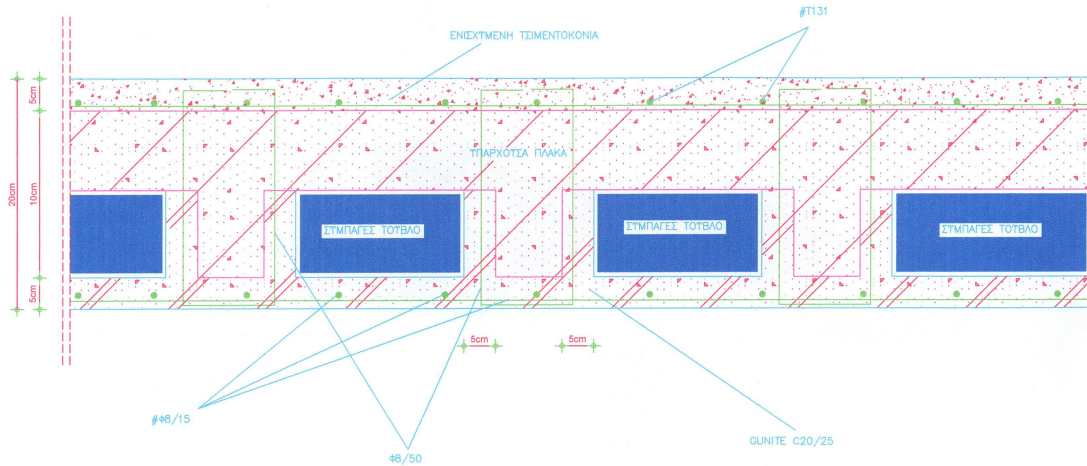 #T131
ΕΝΙΣΧΥΜΕΝΗ ΤΣΙΜΕΝΤΟΚΟΝΙΑ
5cm
ΥΠΑΡΧΟΥΣΑ ΠΛΑΚΑ
20cm
10cm
ΣΥΜΠΑΓΕΣ ΤΟΥΒΛΟ
ΣΥΜΠΑΓΕΣ ΤΟΥΒΛΟ
ΣΥΜΠΑΓΕΣ ΤΟΥΒΛΟ
5cm
5cm
5cm
#Φ8/15
GUNITE C20/25
Φ8/50